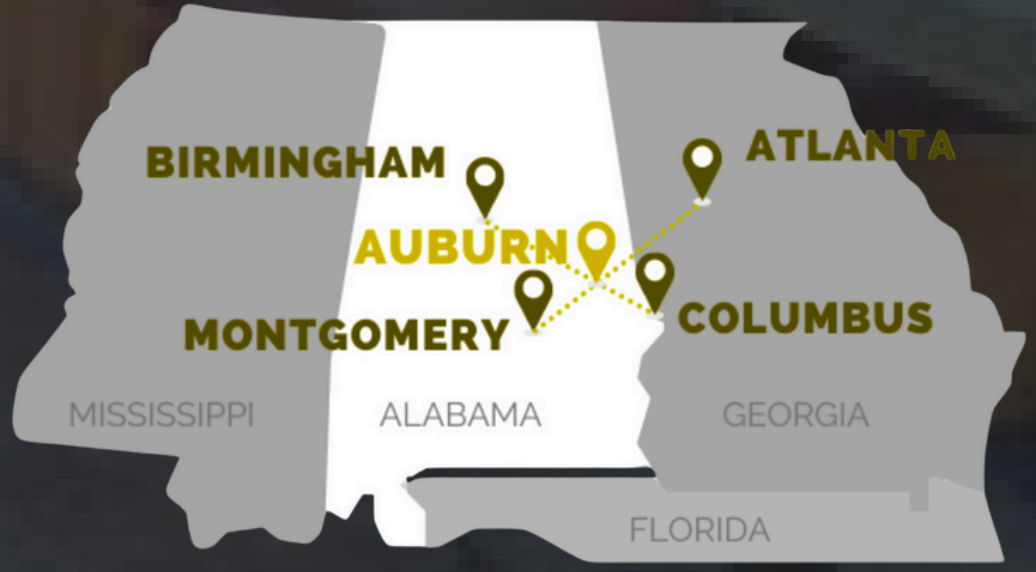 ATLANTA
BIRMINGHAM
AUBURN
COLUMBUS
MONTGOMERY
MISSISSIPPI
ALABAMA
GEORGIA
FLORIDA